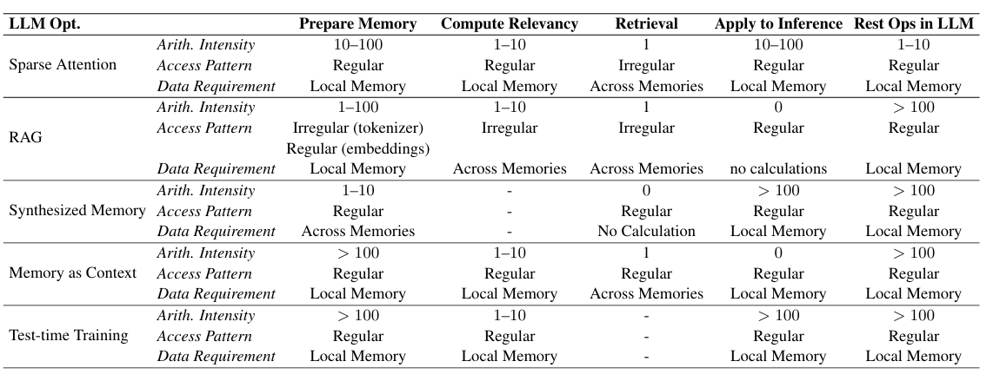 LLM Opt. Prepare Memory Compute Relevancy Retrieval Apply to Inference Rest Ops in LLM
Arith. Intensity 10–100 1–10 1 10–100 1–10
Sparse Attention Access Pattern Regular Regular Irregular Regular Regular
Data Requirement Local Memory Local Memory Across Memories Local Memory Local Memory
Arith. Intensity 1–100 1–10 1 0 > 100
RAG Access Pattern Irregular (tokenizer) Irregular Irregular Regular Regular
Regular (embeddings)
Data Requirement Local Memory Across Memories Across Memories no calculations Local Memory
Arith. Intensity 1–10 - 0 > 100 > 100
Synthesized Memory Access Pattern Regular - Regular Regular Regular
Data Requirement Across Memories - No Calculation Local Memory Local Memory
Arith. Intensity > 100 1–10 1 0 > 100
Memory as Context Access Pattern Regular Regular Regular Regular Regular
Data Requirement Local Memory Local Memory Across Memories Local Memory Local Memory
Arith. Intensity > 100 1–10 - > 100 > 100
Test-time Training Access Pattern Regular Regular - Regular Regular
Data Requirement Local Memory Local Memory - Local Memory Local Memory